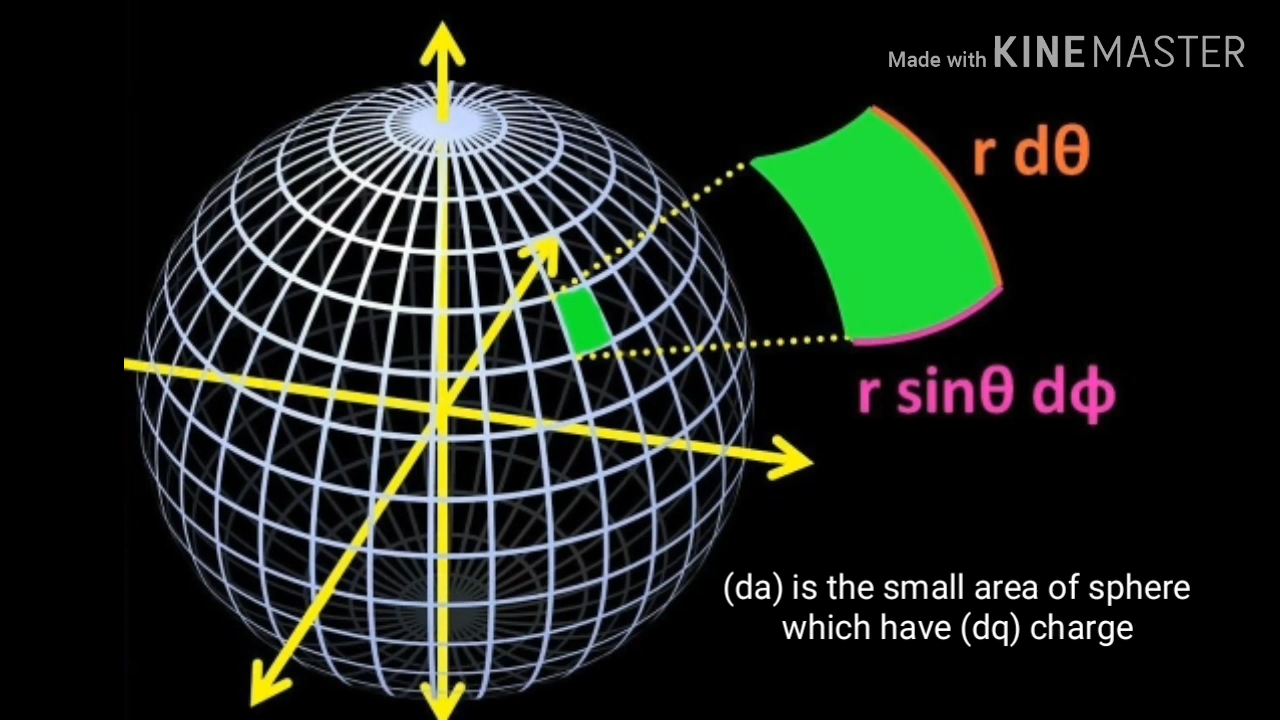 Made with KINEMASTER
r dθ
r sinθ dϕ
(da) is the small area of sphere
which have (dq) charge